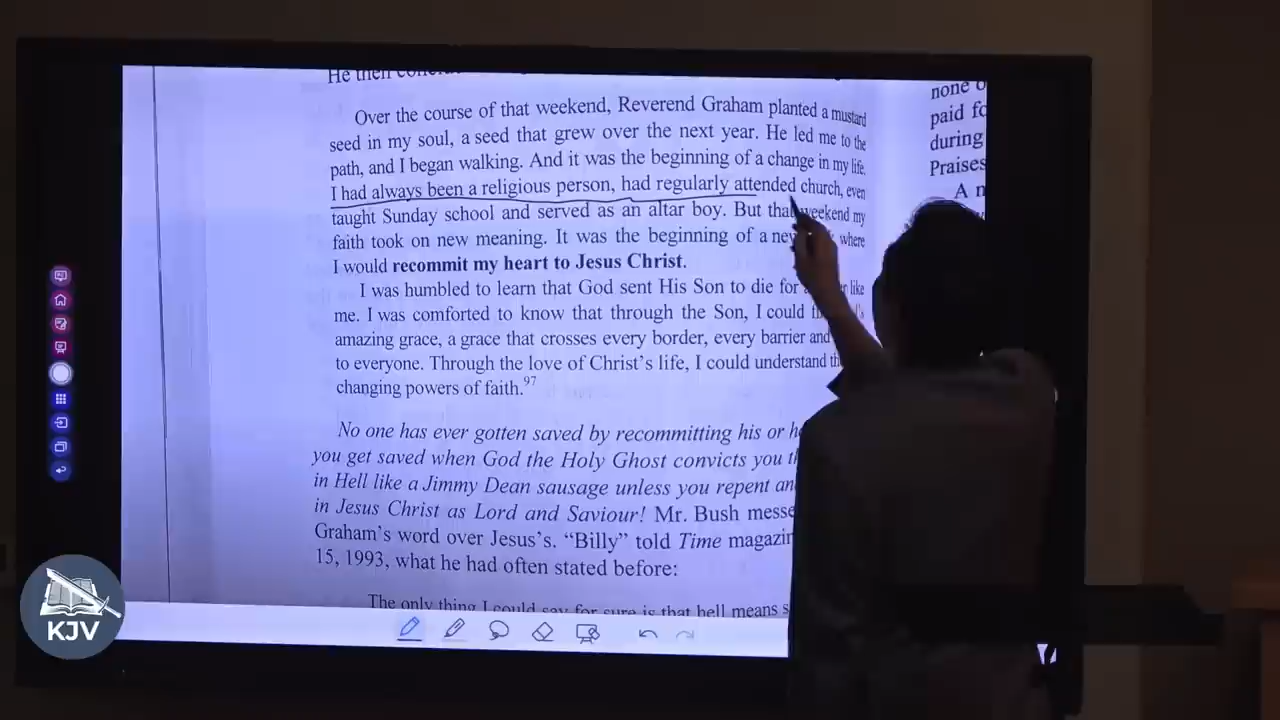 He then
Over the course of that weekend, Reverend Graham planted a mustard
seed in my soul, a seed that grew over the next year. He led me to the
path, and I began walking. And it was the beginning of a change in my life.
I had always been a religious person, had regularly attended church, even
taught Sunday school and served as an altar boy. But that weekend my
faith took on new meaning. It was the beginning of a new where
I would recommit my heart to Jesus Christ.
I was humbled to learn that God sent His Son to die for a like
me. I was comforted to know that through the Son, I could
amazing grace, a grace that crosses every border, every barrier and
to everyone. Through the love of Christ's life, I could understand
changing powers of faith.97
No one has ever gotten saved by recommitting his or
you get saved when God the Holy Ghost convicts you
in Hell like a Jimmy Dean sausage unless you repent
in Jesus Christ as Lord and Saviour! Mr. Bush
Graham's word over Jesus's. “Billy” told Time
15, 1993, what he had often stated before:
The only thing I could say for sure is that hell means
none
paid
during
Praises
A
KJV